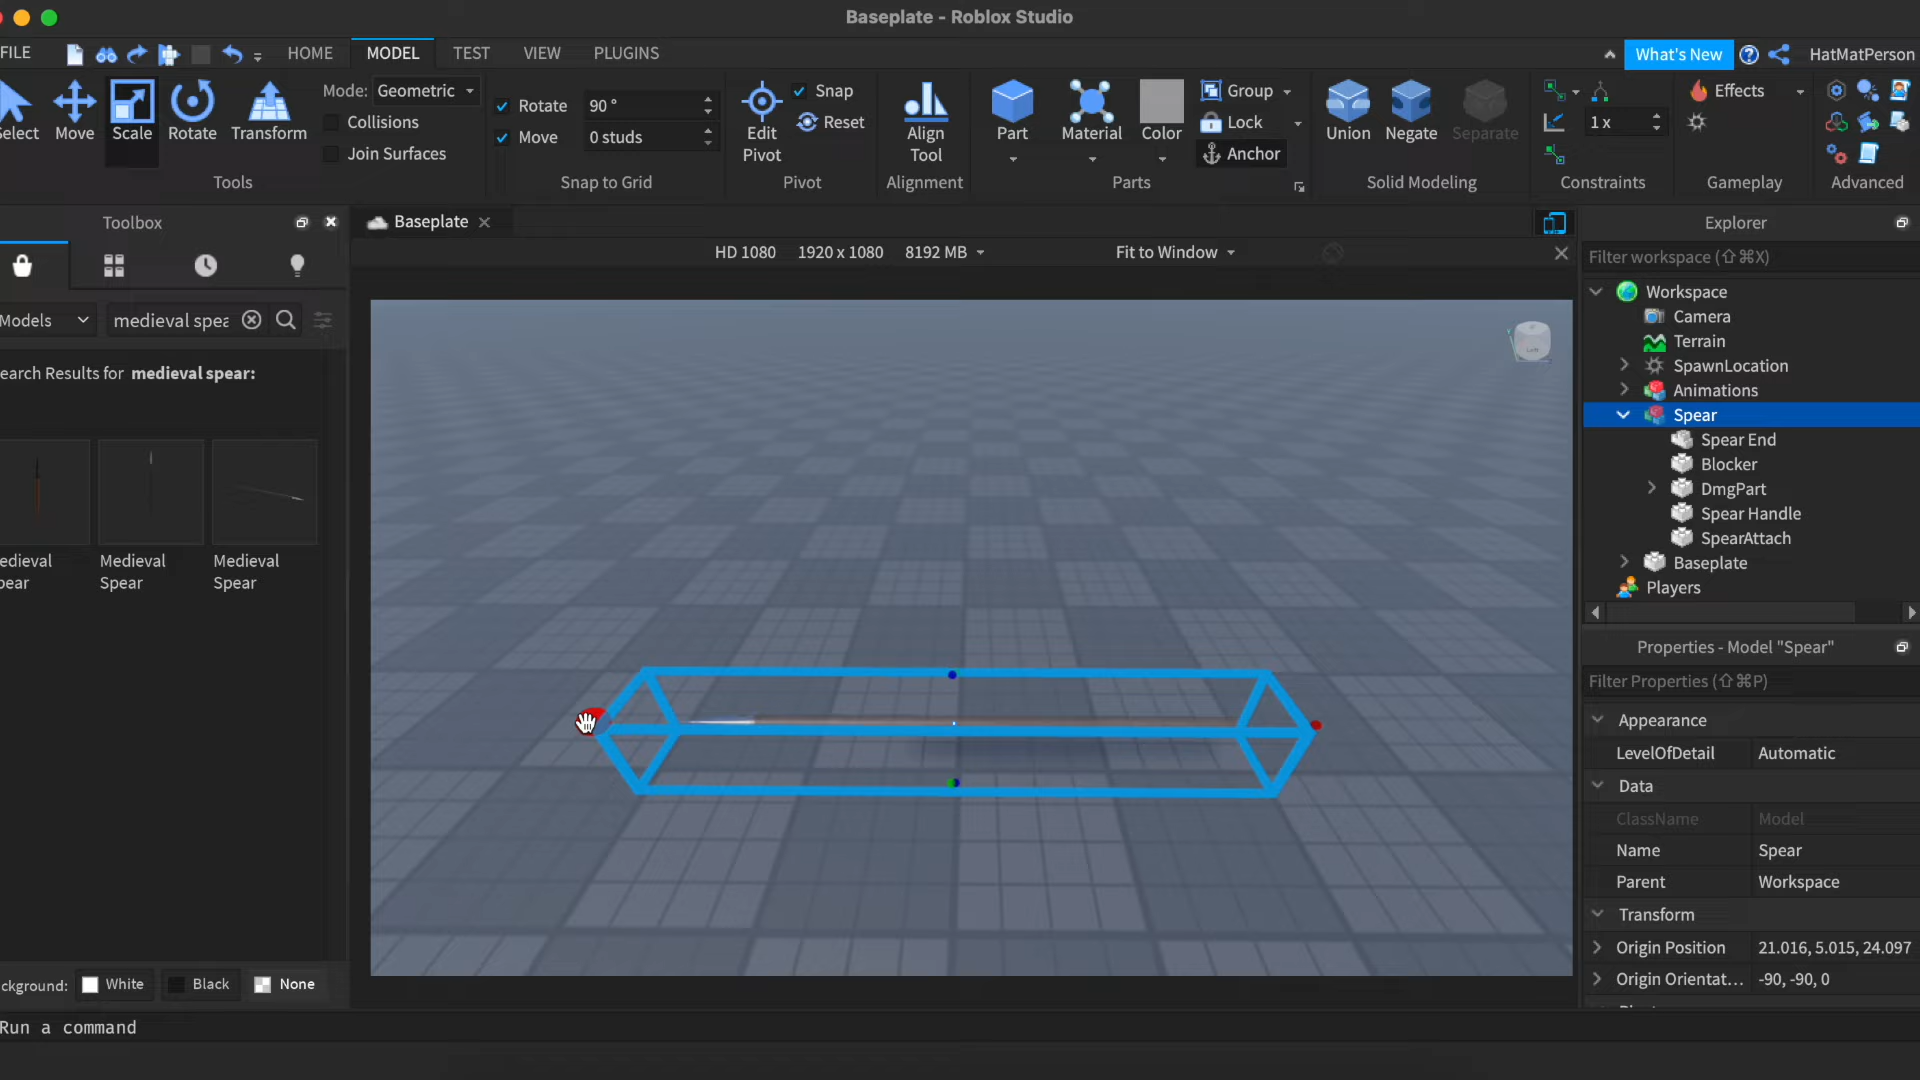 Baseplate - Roblox Studio
FILE
HOME
MODEL
TEST
VIEW
PLUGINS
What's New
HatMatPerson
Select
Move
Scale
Rotate
Transform
Mode: Geometric
Collisions
Join Surfaces
Tools
Rotate 90 °
Move 0 studs
Snap to Grid
Edit
Pivot
Snap
Reset
Pivot
Align
Tool
Alignment
Part
Material
Color
Group
Lock
Anchor
Parts
Union
Negate
Separate
Solid Modeling
1 x
Constraints
Effects
Gameplay
Advanced
Toolbox
Models
medieval spea
earch Results for medieval spear:
edieval
pear
Medieval
Spear
Medieval
Spear
ckground:
White
Black
None
Run a command
Baseplate
HD 1080 1920 x 1080 8192 MB
Fit to Window
Left
Explorer
Filter workspace (⇧⌘X)
Workspace
Camera
Terrain
SpawnLocation
Animations
Spear
Spear End
Blocker
DmgPart
Spear Handle
SpearAttach
Baseplate
Players
Properties - Model "Spear"
Filter Properties (⇧⌘P)
Appearance
LevelOfDetail Automatic
Data
ClassName Model
Name Spear
Parent Workspace
Transform
Origin Position 21.016, 5.015, 24.097
Origin Orientat... -90, -90, 0